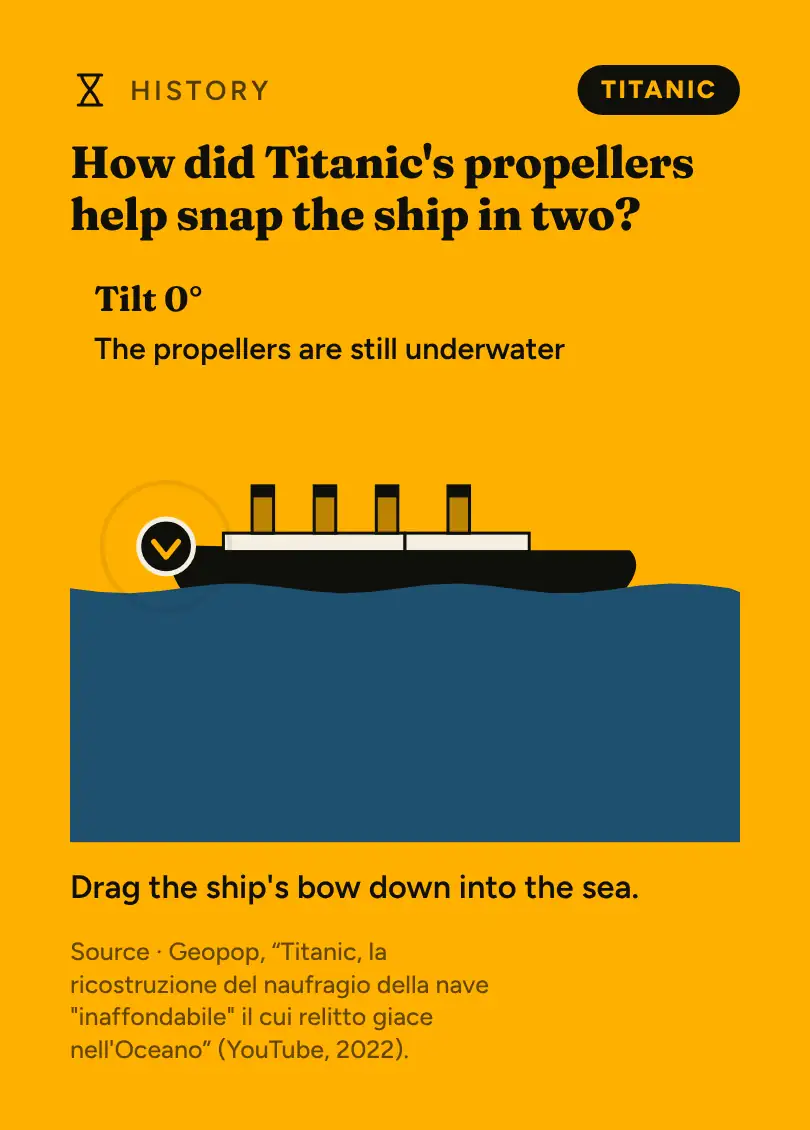 HISTORY
TITANIC
How did Titanic's propellers
help snap the ship in two?
Tilt 0°
The propellers are still underwater
Drag the ship's bow down into the sea.
Source · Geopop, “Titanic, la
ricostruzione del naufragio della nave
"inaffondabile" il cui relitto giace
nell'Oceano” (YouTube, 2022).